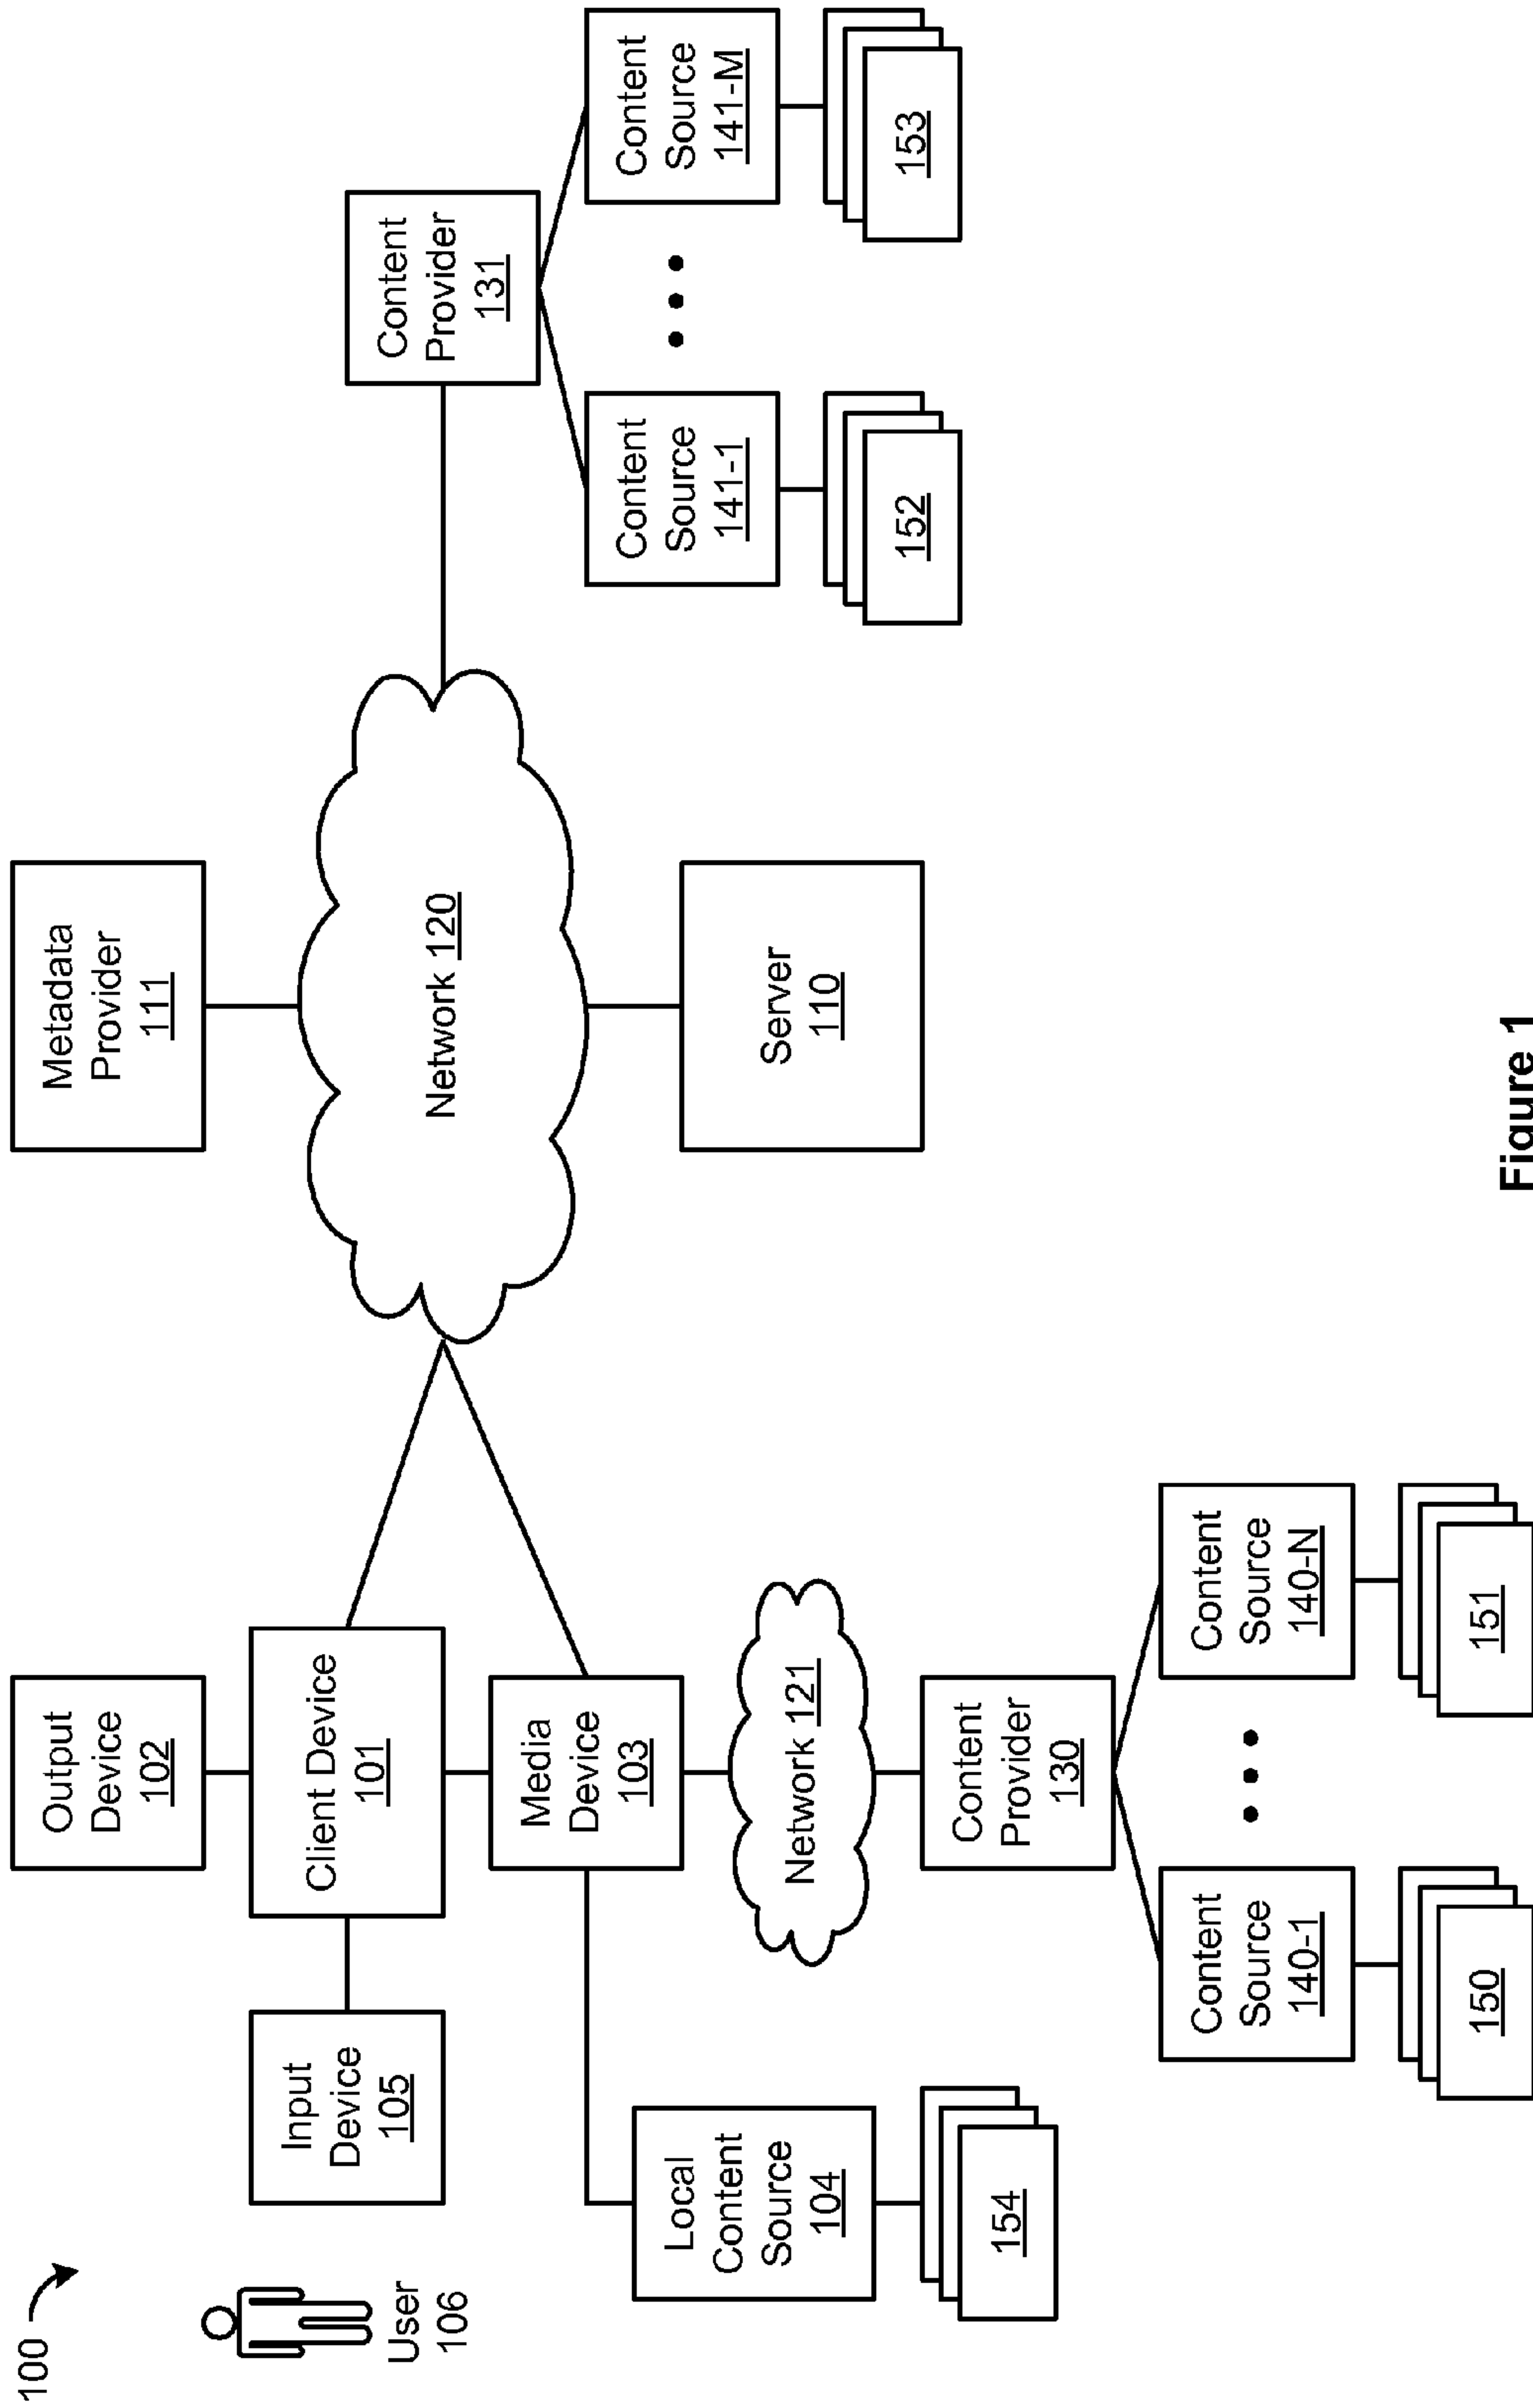 100
User
106
Input
Device
105
Output
Device
102
Client Device
101
Media
Device
103
Local
Content
Source
104
154
Network 121
Content
Provider
130
Content
Source
140-1
150
Content
Source
140-N
151
Metadata
Provider
111
Network 120
Server
110
Content
Provider
131
Content
Source
141-1
152
Content
Source
141-M
153
Figure 1